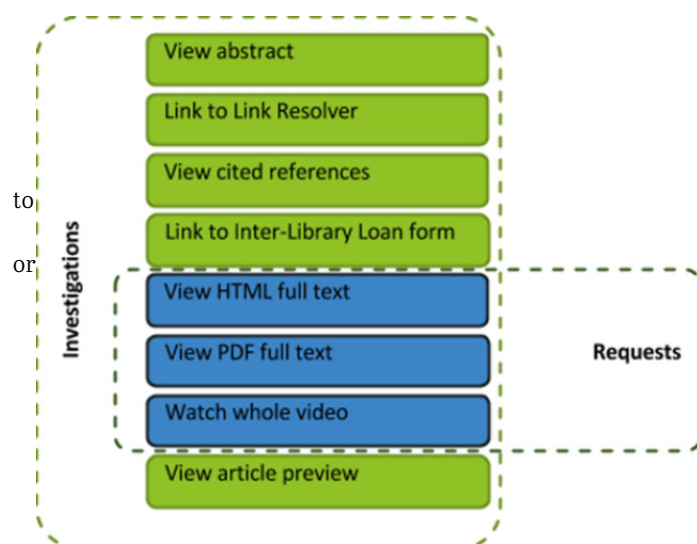 View abstract
Link to Link Resolver
View cited references
to
Link to Inter-Library Loan form
or
View HTML full text
Investigations
View PDF full text
Requests
Watch whole video
View article preview